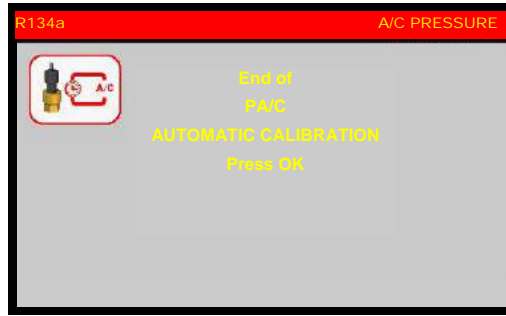 R134a A/C PRESSURE
A/C
End of
PA/C
AUTOMATIC CALIBRATION
Press OK